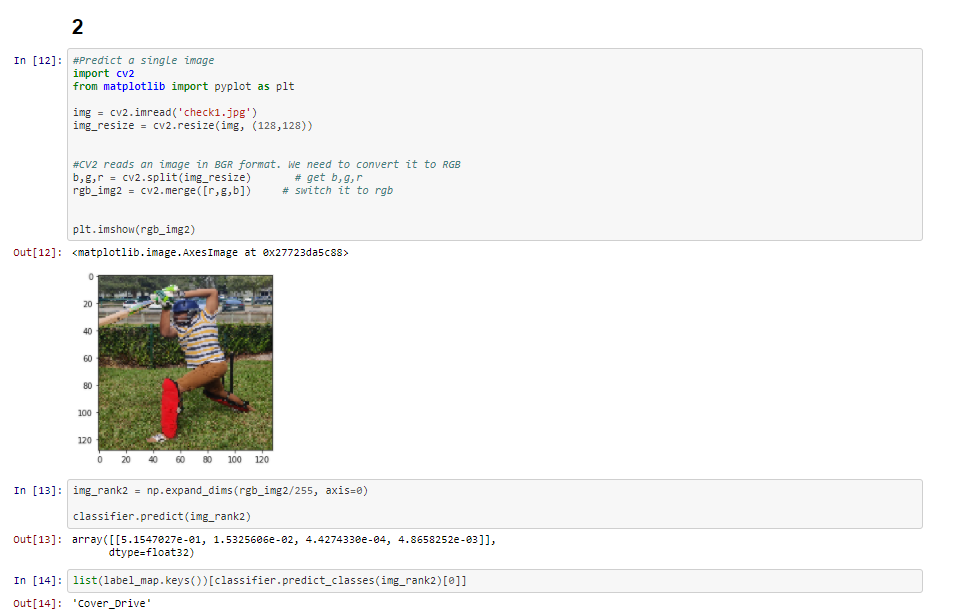 2
In [12]: #Predict a single image
import cv2
from matplotlib import pyplot as plt
img = cv2.imread('check1.jpg')
img_resize = cv2.resize(img, (128,128))
#CV2 reads an image in BGR format. We need to convert it to RGB
b,g,r = cv2.split(img_resize)       # get b,g,r
rgb_img2 = cv2.merge([r,g,b])     # switch it to rgb
plt.imshow(rgb_img2)
Out[12]: <matplotlib.image.AxesImage at 0x27723da5c88>
0
20
40
60
80
100
120
0 20 40 60 80 100 120
In [13]: img_rank2 = np.expand_dims(rgb_img2/255, axis=0)
classifier.predict(img_rank2)
Out[13]: array([[5.1547027e-01, 1.5325606e-02, 4.4274330e-04, 4.8658252e-03]],
dtype=float32)
In [14]: list(label_map.keys())[classifier.predict_classes(img_rank2)[0]]
Out[14]: 'Cover_Drive'